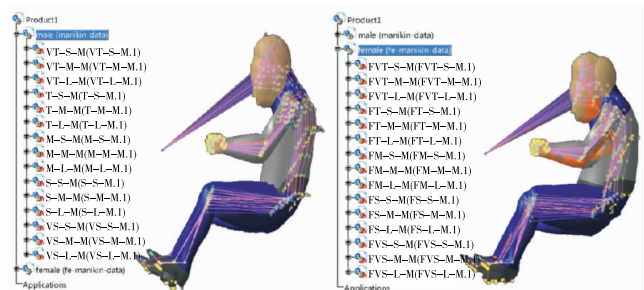 Product1
male (manikin-data)
VT-S-M(VT-S-M.1)
VT-M-M(VT-M-M.1)
VT-L-M(VT-L-M.1)
T-S-M(T-S-M.1)
T-M-M(T-M-M.1)
T-L-M(T-L-M.1)
M-S-M(M-S-M.1)
M-M-M(M-M-M.1)
M-L-M(M-L-M.1)
S-S-M(S-S-M.1)
S-M-M(S-M-M.1)
S-L-M(S-L-M.1)
VS-S-M(VS-S-M.1)
VS-M-M(VS-M-M.1)
VS-L-M(VS-L-M.1)
female (fe-manikin-data)
Applications
Product1
male (manikin-data)
female (fe-manikin-data)
FVT-S-M(FVT-S-M.1)
FVT-M-M(FVT-M-M.1)
FVT-L-M(FVT-L-M.1)
FT-S-M(FT-S-M.1)
FT-M-M(FT-M-M.1)
FT-L-M(FT-L-M.1)
FM-S-M(FM-S-M.1)
FM-M-M(FM-M-M.1)
FM-L-M(FM-L-M.1)
FS-S-M(FS-S-M.1)
FS-M-M(FS-M-M.1)
FS-L-M(FS-L-M.1)
FVS-S-M(FVS-S-M.1)
FVS-M-M(FVS-M-M.1)
FVS-L-M(FVS-L-M.1)
Applications